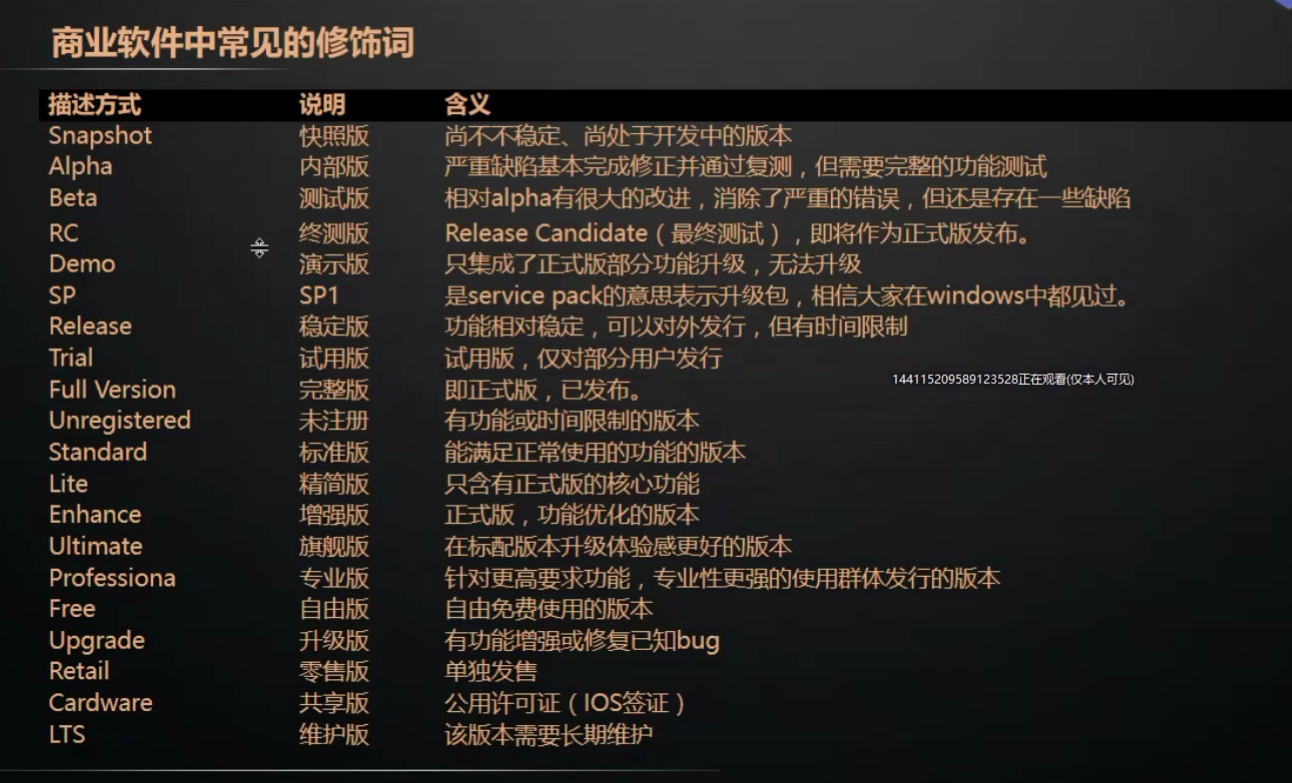 商业软件中常见的修饰词
描述方式 说明 含义
Snapshot 快照版 尚不不稳定、尚处于开发中的版本
Alpha 内部版 严重缺陷基本完成修正并通过复测，但需要完整的功能测试
Beta 测试版 相对alpha有很大的改进，消除了严重的错误，但还是存在一些缺陷
RC 终测版 Release Candidate（最终测试），即将作为正式版发布。
Demo 演示版 只集成了正式版部分功能升级，无法升级
SP SP1 是service pack的意思表示升级包，相信大家在windows中都见过。
Release 稳定版 功能相对稳定，可以对外发行，但有时间限制
Trial 试用版 试用版，仅对部分用户发行
144115209589123528正在观看(仅本人可见)
Full Version 完整版 即正式版，已发布。
Unregistered 未注册 有功能或时间限制的版本
Standard 标准版 能满足正常使用的功能的版本
Lite 精简版 只含有正式版的核心功能
Enhance 增强版 正式版，功能优化的版本
Ultimate 旗舰版 在标配版本升级体验感更好的版本
Professiona 专业版 针对更高要求功能，专业性更强的使用群体发行的版本
Free 自由版 自由免费使用的版本
Upgrade 升级版 有功能增强或修复已知bug
Retail 零售版 单独发售
Cardware 共享版 公用许可证（IOS签证）
LTS 维护版 该版本需要长期维护